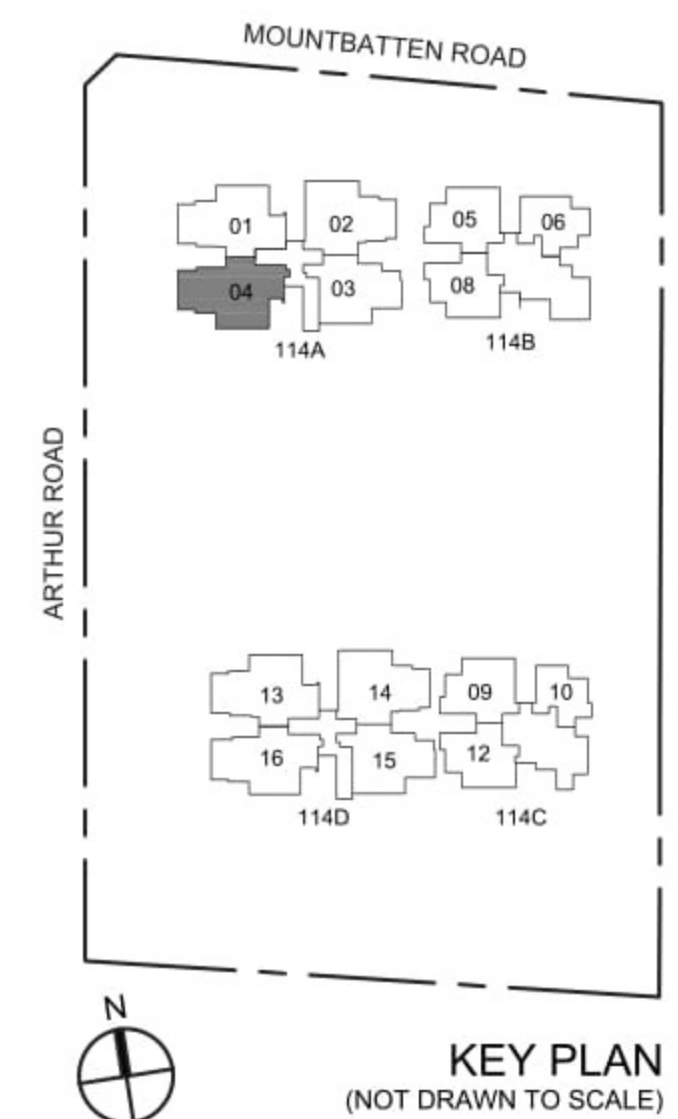 MOUNTBATTEN ROAD
ARTHUR ROAD
01
02
04
03
114A
05
06
08
114B
13
14
16
15
114D
09
10
12
114C
N
KEY PLAN
(NOT DRAWN TO SCALE)